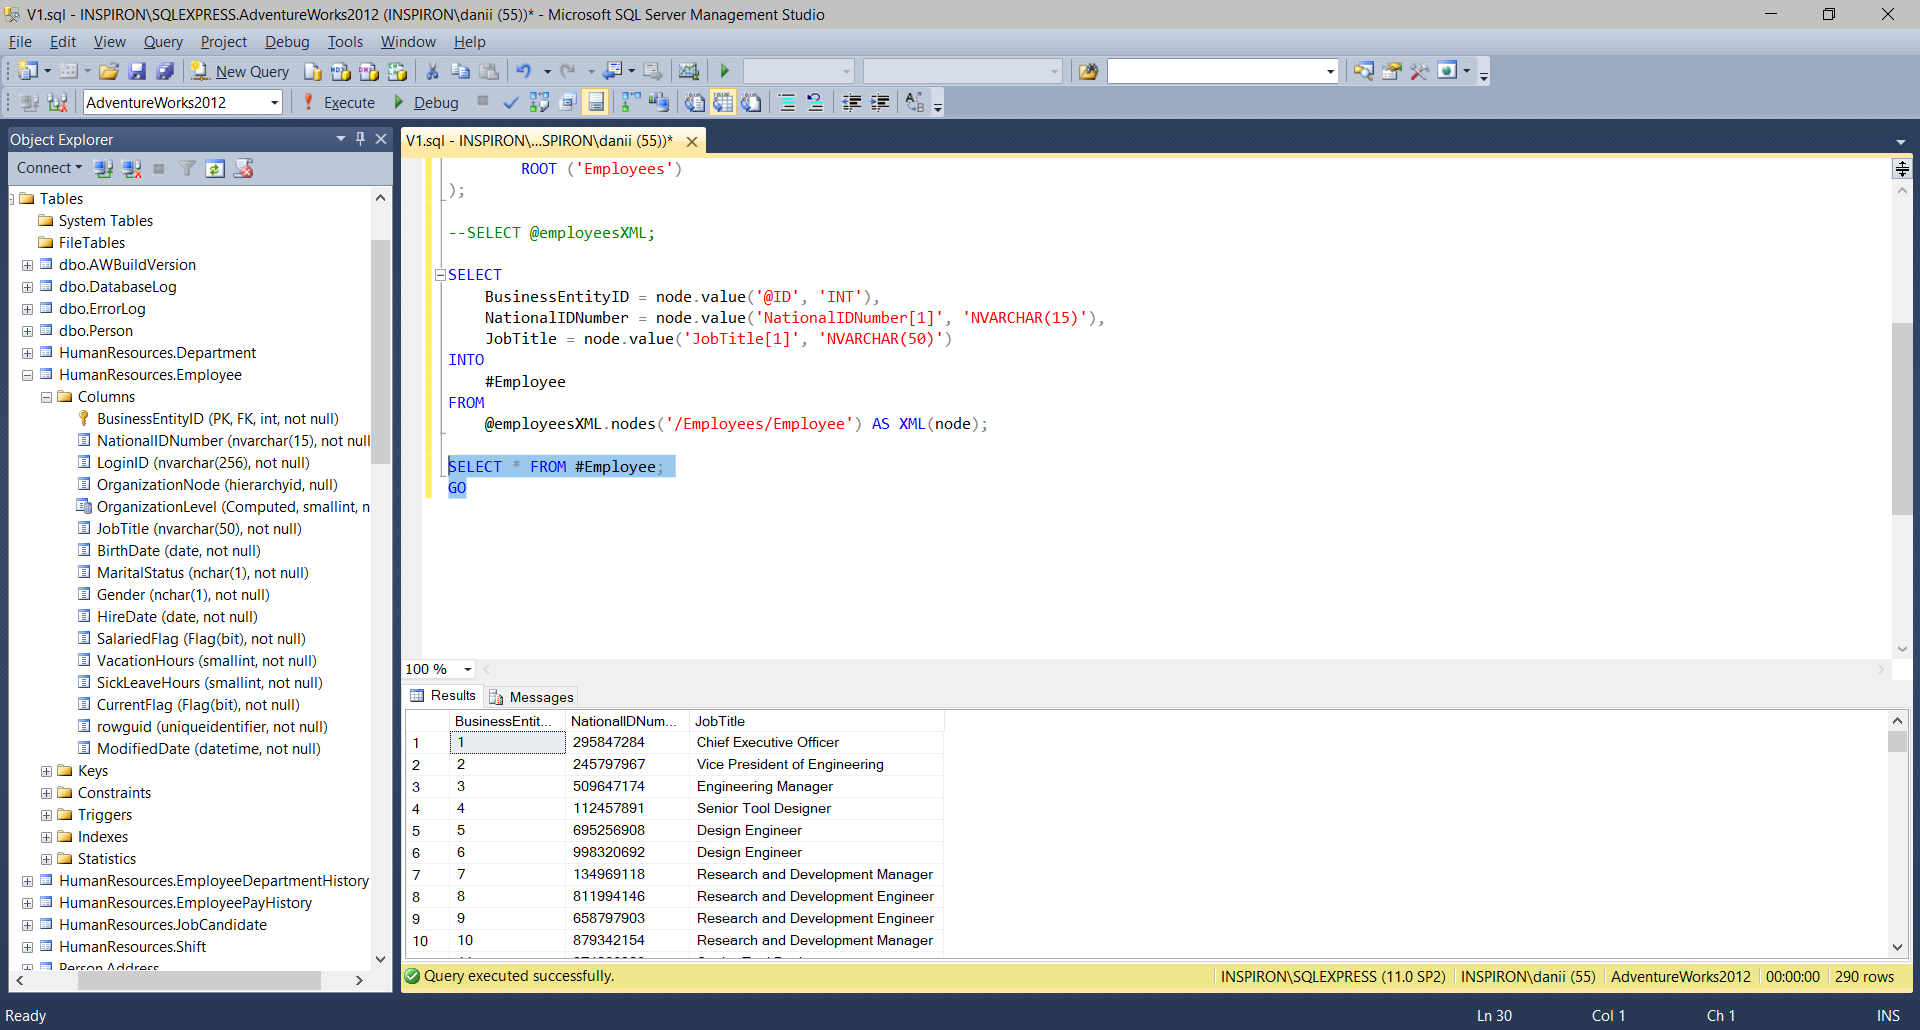 V1.sql - INSPIRON\SQLEXPRESS.AdventureWorks2012 (INSPIRON\danii (55))* - Microsoft SQL Server Management Studio
File Edit View Query Project Debug Tools Window Help
New Query
AdventureWorks2012 Execute Debug
Object Explorer
Connect
Tables
System Tables
FileTables
dbo.AWBuildVersion
dbo.DatabaseLog
dbo.ErrorLog
dbo.Person
HumanResources.Department
HumanResources.Employee
Columns
BusinessEntityID (PK, FK, int, not null)
NationalIDNumber (nvarchar(15), not null
LoginID (nvarchar(256), not null)
OrganizationNode (hierarchyid, null)
OrganizationLevel (Computed, smallint, n
JobTitle (nvarchar(50), not null)
BirthDate (date, not null)
MaritalStatus (nchar(1), not null)
Gender (nchar(1), not null)
HireDate (date, not null)
SalariedFlag (Flag(bit), not null)
VacationHours (smallint, not null)
SickLeaveHours (smallint, not null)
CurrentFlag (Flag(bit), not null)
rowguid (uniqueidentifier, not null)
ModifiedDate (datetime, not null)
Keys
Constraints
Triggers
Indexes
Statistics
HumanResources.EmployeeDepartmentHistory
HumanResources.EmployeePayHistory
HumanResources.JobCandidate
HumanResources.Shift
Person.Address
V1.sql - INSPIRON\...SPIRON\danii (55))*
ROOT ('Employees')
);
--SELECT @employeesXML;
SELECT
BusinessEntityID = node.value('@ID', 'INT'),
NationalIDNumber = node.value('NationalIDNumber[1]', 'NVARCHAR(15)'),
JobTitle = node.value('JobTitle[1]', 'NVARCHAR(50)')
INTO
#Employee
FROM
@employeesXML.nodes('/Employees/Employee') AS XML(node);
SELECT * FROM #Employee;
GO
100 %
Results Messages
BusinessEntit... NationalIDNum... JobTitle
1 1 295847284 Chief Executive Officer
2 2 245797967 Vice President of Engineering
3 3 509647174 Engineering Manager
4 4 112457891 Senior Tool Designer
5 5 695256908 Design Engineer
6 6 998320692 Design Engineer
7 7 134969118 Research and Development Manager
8 8 811994146 Research and Development Engineer
9 9 658797903 Research and Development Engineer
10 10 879342154 Research and Development Manager
Query executed successfully. INSPIRON\SQLEXPRESS (11.0 SP2) INSPIRON\danii (55) AdventureWorks2012 00:00:00 290 rows
Ready Ln 30 Col 1 Ch 1 INS